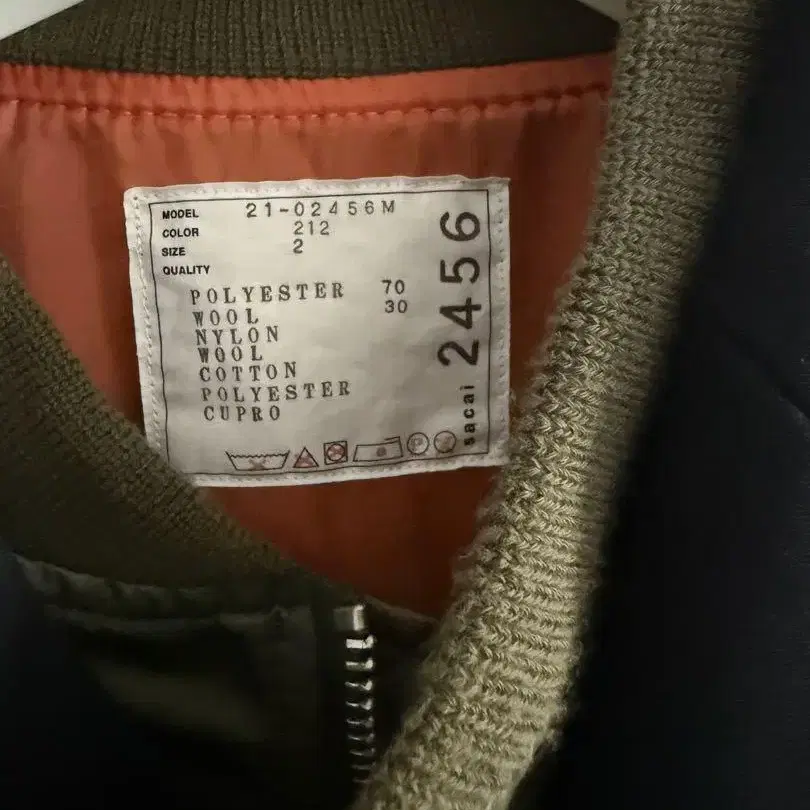 MODEL 21-02456M
COLOR 212
SIZE 2
QUALITY
POLYESTER 70
WOOL 30
NYLON
WOOL
COTTON
POLYESTER
CUPRO
P
sacai 2456